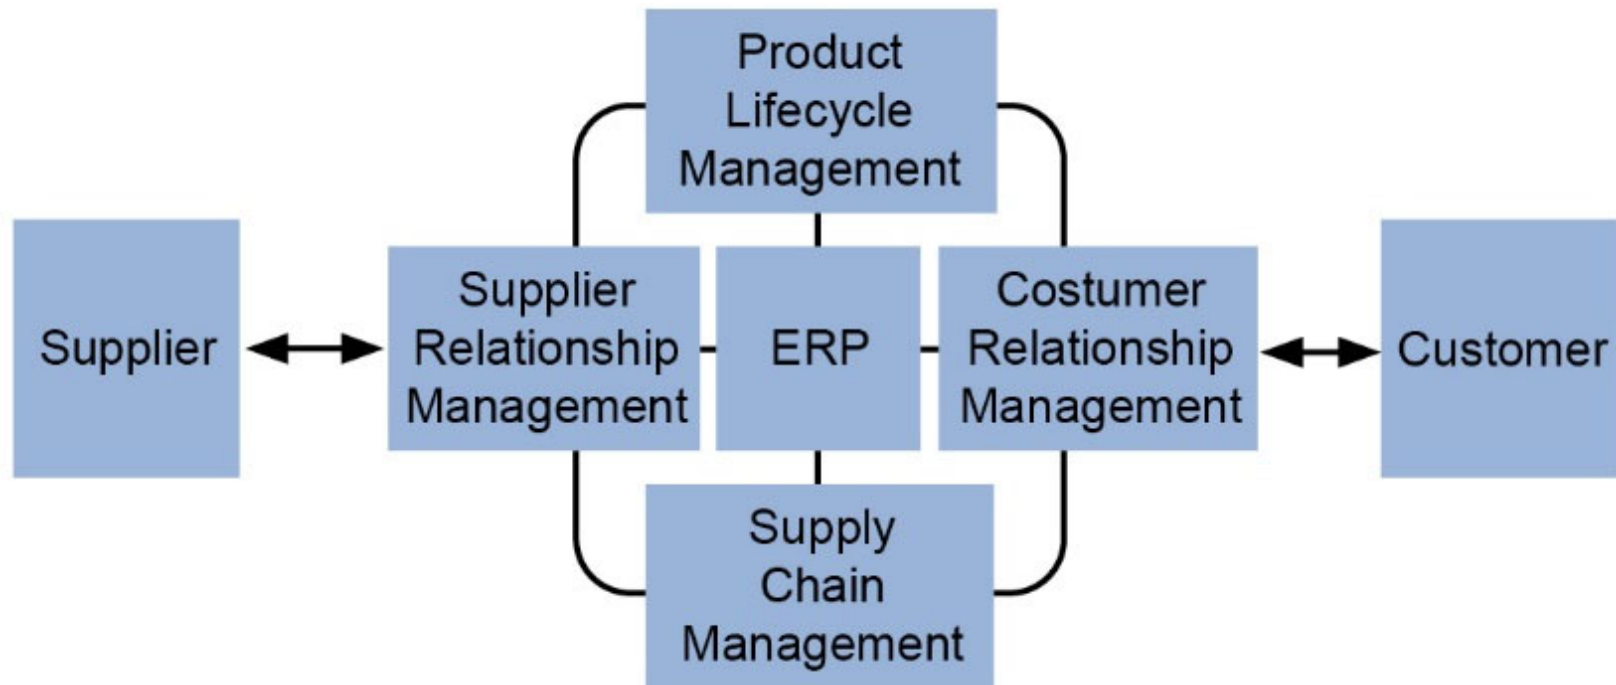 Product
Lifecycle
Management
Supplier
Supplier
Relationship
Management
ERP
Costumer
Relationship
Management
Customer
Supply
Chain
Management